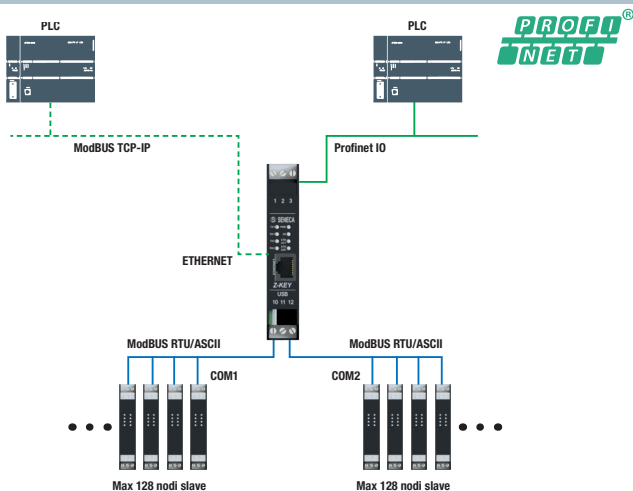 PLC
PLC
PROFI
NET
®
ModBUS TCP-IP
Profinet IO
1 2 3
SENECA
ETHERNET
Z-KEY
USB
10 11 12
ModBUS RTU/ASCII
ModBUS RTU/ASCII
COM1
COM2
Max 128 nodi slave
Max 128 nodi slave